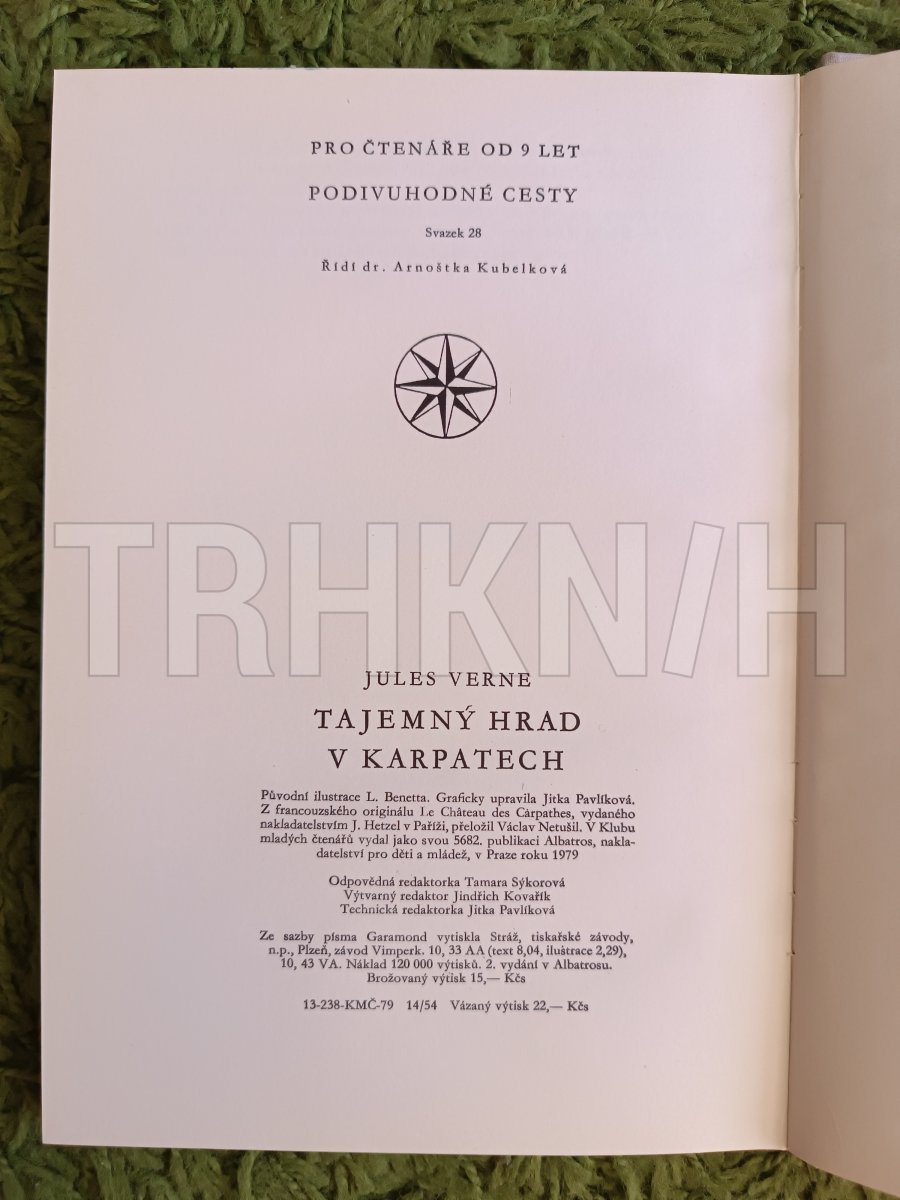 PRO ČTENÁŘE OD 9 LET
PODIVUHODNÉ CESTY
Svazek 28
Řídí dr. Arnoštka Kubelková
TRHKN/H
JULES VERNE
TAJEMNÝ HRAD
V KARPATECH
Původní ilustrace L. Benetta. Graficky upravila Jitka Pavlíková.
Z francouzského originálu Le Château des Carpathes, vydaného
nakladatelstvím J. Hetzel v Paříži, přeložil Václav Netušil. V Klubu
mladých čtenářů vydal jako svou 5682. publikaci Albatros, nakla-
datelství pro děti a mládež, v Praze roku 1979
Odpovědná redaktorka Tamara Sýkorová
Výtvarný redaktor Jindřich Kovařík
Technická redaktorka Jitka Pavlíková
Ze sazby písma Garamond vytiskla Stráž, tiskařské závody,
n.p., Plzeň, závod Vimperk. 10, 33 AA (text 8,04, ilustrace 2,29),
10, 43 VA. Náklad 120 000 výtisků. 2. vydání v Albatrosu.
Brožovaný výtisk 15,— Kčs
13-238-KMČ-79 14/54 Vázaný výtisk 22,— Kčs